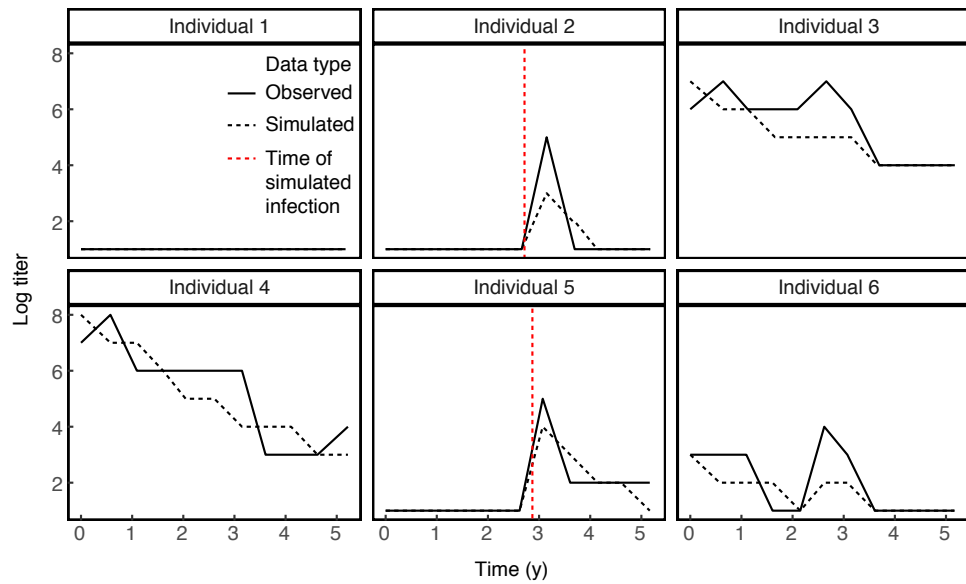 Individual 1
Individual 2
Individual 3
8
6
4
2
Data type
Observed
Simulated
Time of
simulated
infection
Log titer
Individual 4
Individual 5
Individual 6
8
6
4
2
0 1 2 3 4 5
0 1 2 3 4 5
0 1 2 3 4 5
Time (y)